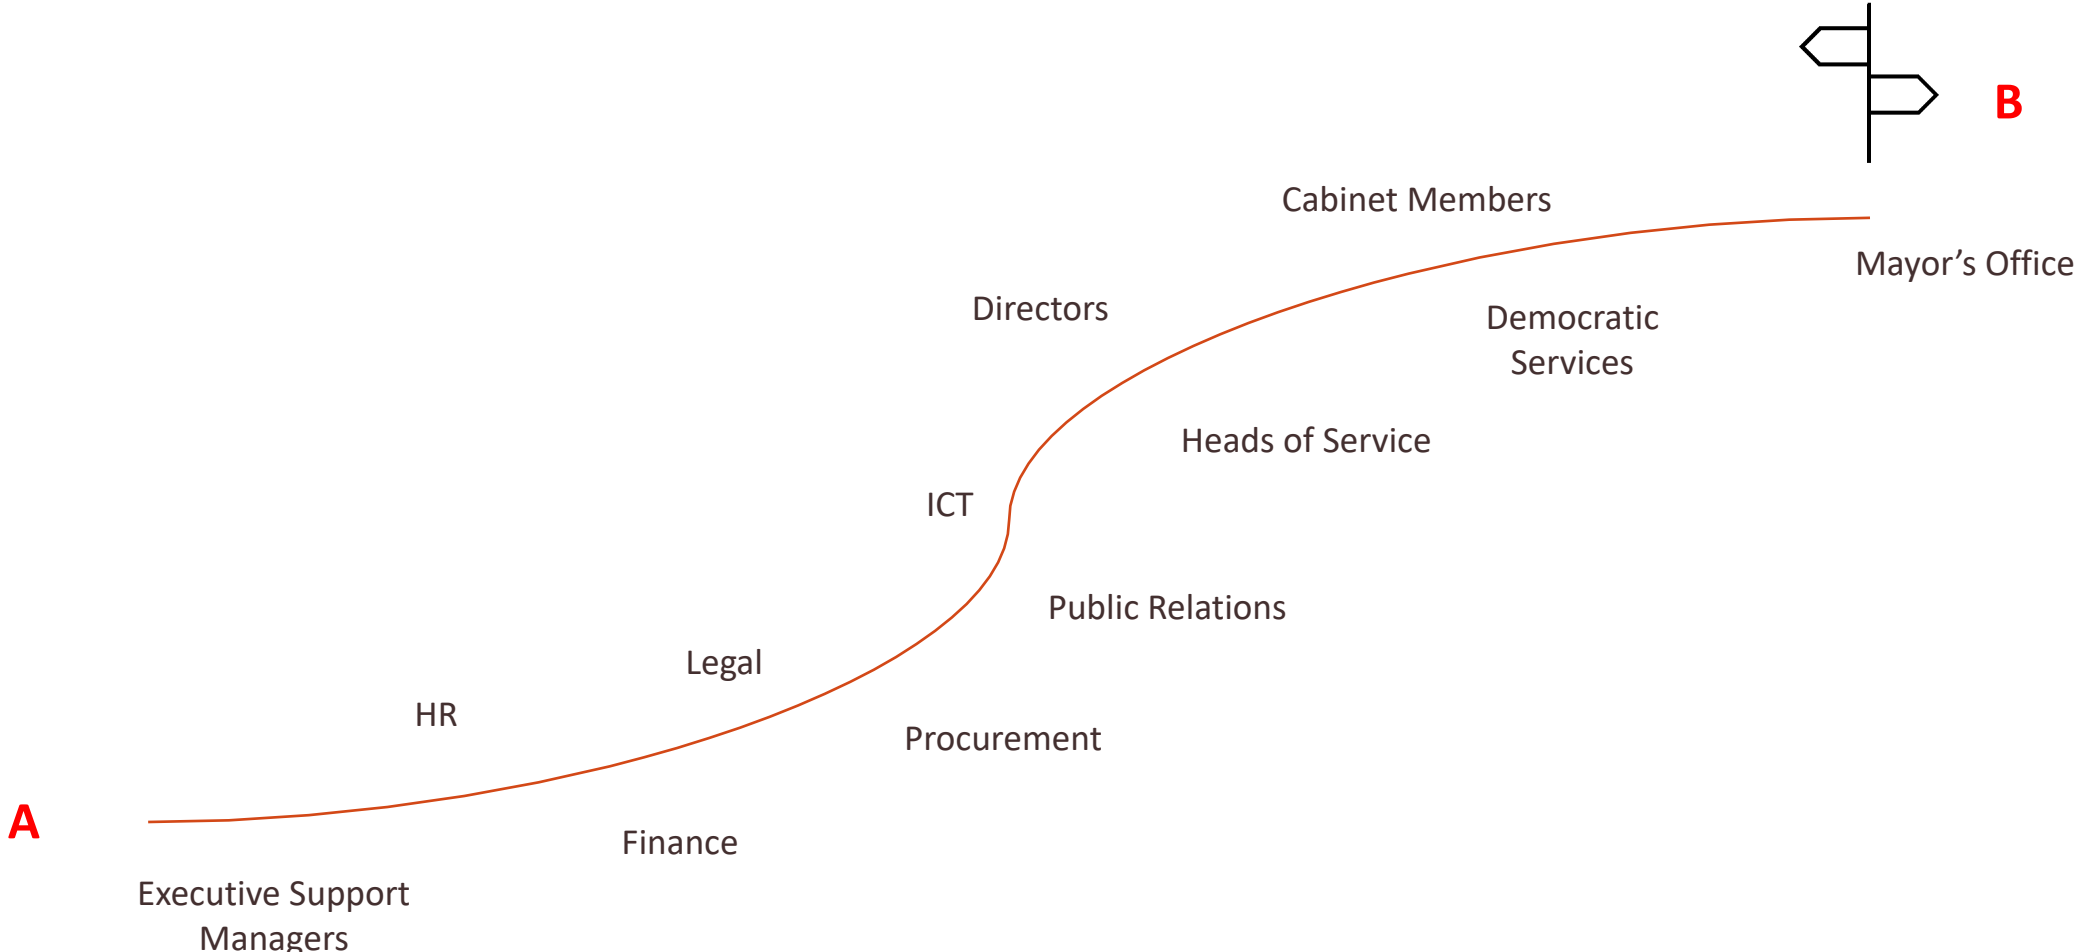 B
Cabinet Members
Mayor’s Office
Directors
Democratic
Services
Heads of Service
ICT
Public Relations
Legal
HR
Procurement
A
Finance
Executive Support
Managers